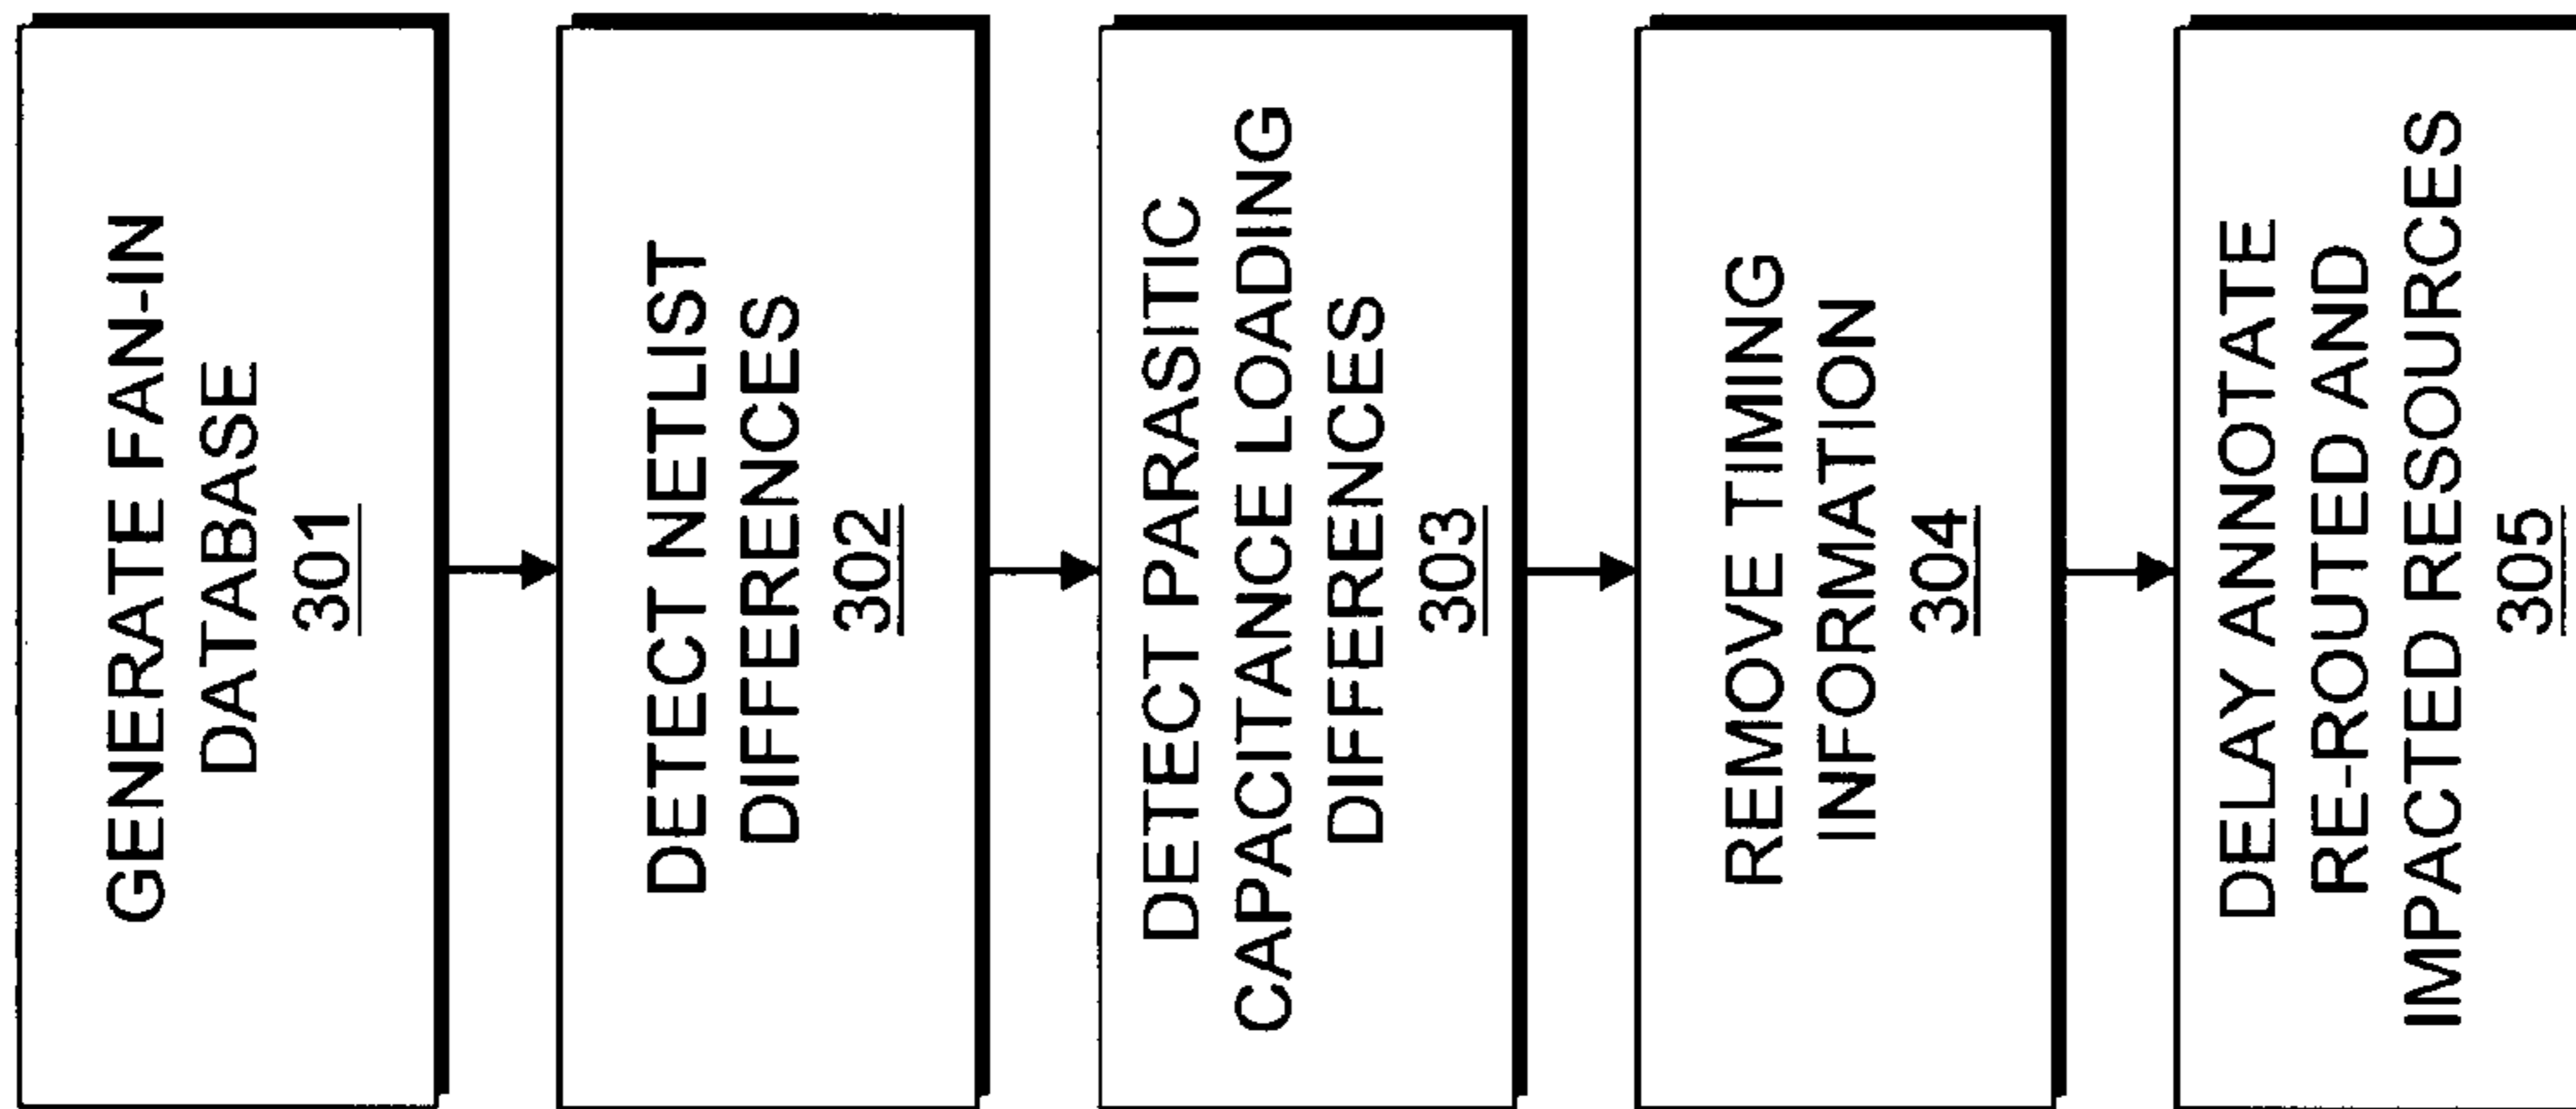 GENERATE FAN-IN
DATABASE
301
DETECT NETLIST
DIFFERENCES
302
DETECT PARASITIC
CAPACITANCE LOADING
DIFFERENCES
303
REMOVE TIMING
INFORMATION
304
DELAY ANNOTATE
RE-ROUTED AND
IMPACTED RESOURCES
305